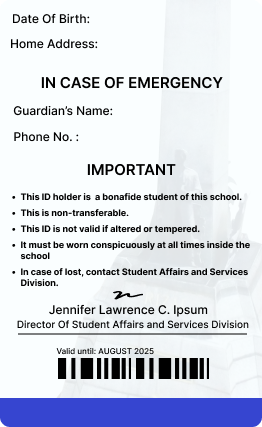 Date Of Birth:
Home Address:
IN CASE OF EMERGENCY
Guardian’s Name:
Phone No. :
IMPORTANT
• This ID holder is a bonafide student of this school.
• This is non-transferable.
• This ID is not valid if altered or tempered.
• It must be worn conspicuously at all times inside the
school
• In case of lost, contact Student Affairs and Services
Division.
Jennifer Lawrence C. Ipsum
Director Of Student Affairs and Services Division
Valid until: AUGUST 2025